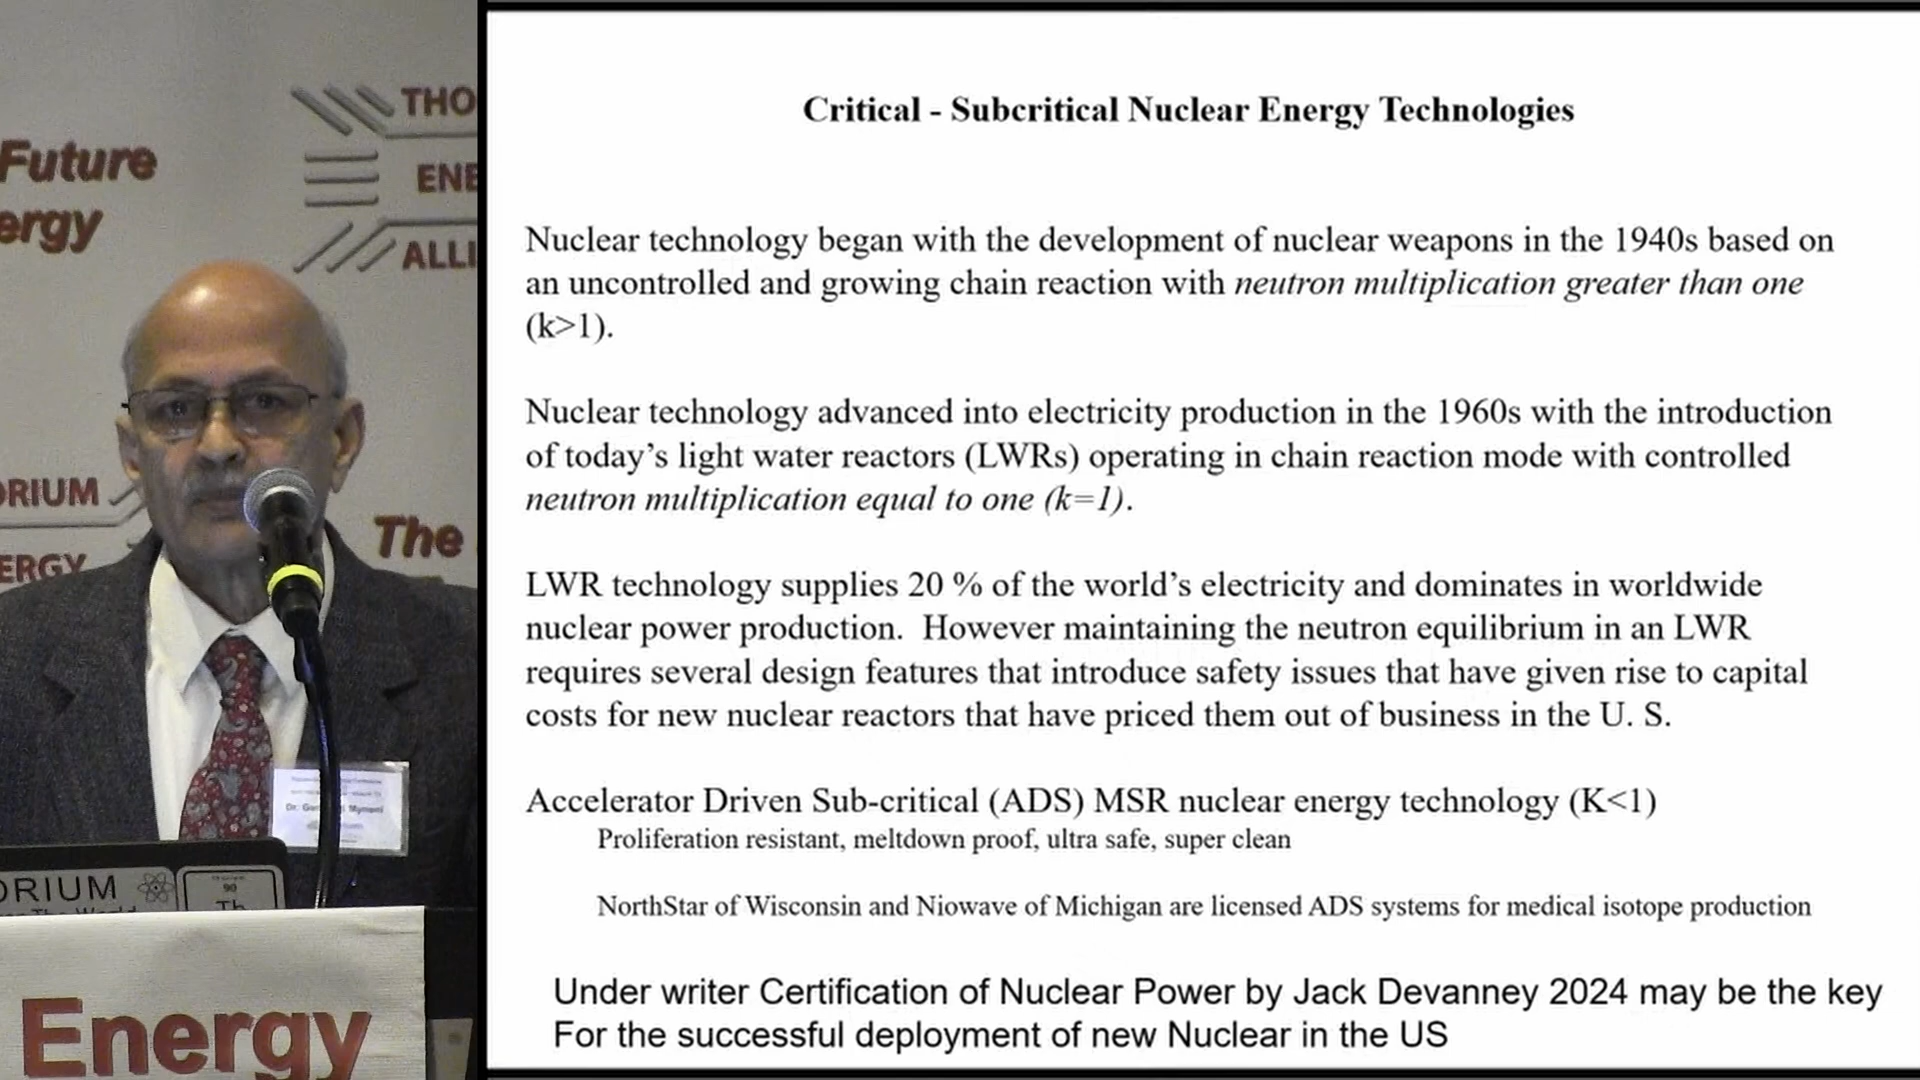 Future
ergy
THO
ENE
ALLI
ORIUM
ERGY
The
Dr. Mymeni
ORIUM
90
Th
Energy
Critical - Subcritical Nuclear Energy Technologies
Nuclear technology began with the development of nuclear weapons in the 1940s based on
an uncontrolled and growing chain reaction with neutron multiplication greater than one
(k>1).
Nuclear technology advanced into electricity production in the 1960s with the introduction
of today’s light water reactors (LWRs) operating in chain reaction mode with controlled
neutron multiplication equal to one (k=1).
LWR technology supplies 20 % of the world’s electricity and dominates in worldwide
nuclear power production.  However maintaining the neutron equilibrium in an LWR
requires several design features that introduce safety issues that have given rise to capital
costs for new nuclear reactors that have priced them out of business in the U. S.
Accelerator Driven Sub-critical (ADS) MSR nuclear energy technology (K<1)
Proliferation resistant, meltdown proof, ultra safe, super clean
NorthStar of Wisconsin and Niowave of Michigan are licensed ADS systems for medical isotope production
Under writer Certification of Nuclear Power by Jack Devanney 2024 may be the key
For the successful deployment of new Nuclear in the US